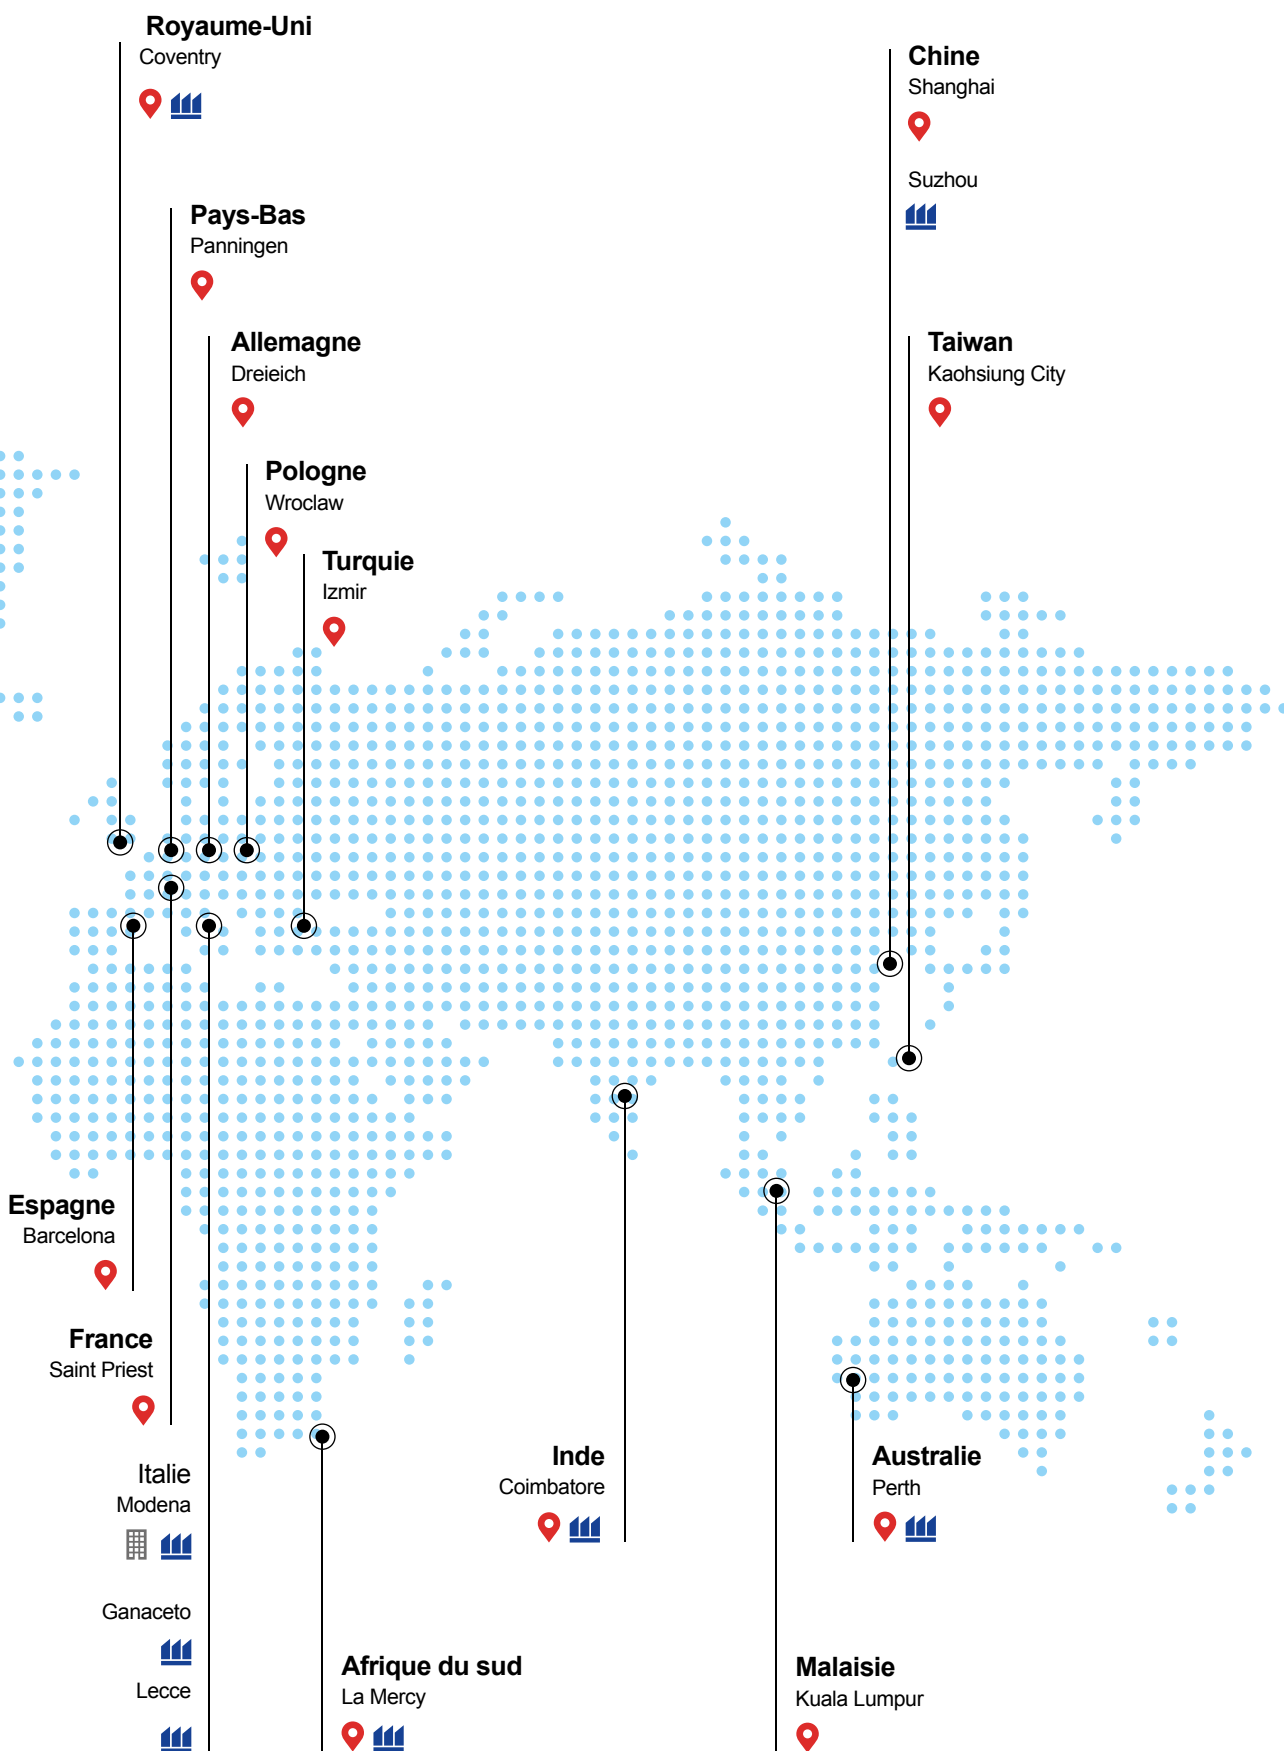 Royaume-Uni
Coventry
Chine
Shanghai
Suzhou
Pays-Bas
Panningen
Allemagne
Dreieich
Taiwan
Kaohsiung City
Pologne
Wroclaw
Turquie
Izmir
Espagne
Barcelona
France
Saint Priest
Italie
Modena
Ganaceto
Lecce
Inde
Coimbatore
Australie
Perth
Afrique du sud
La Mercy
Malaisie
Kuala Lumpur